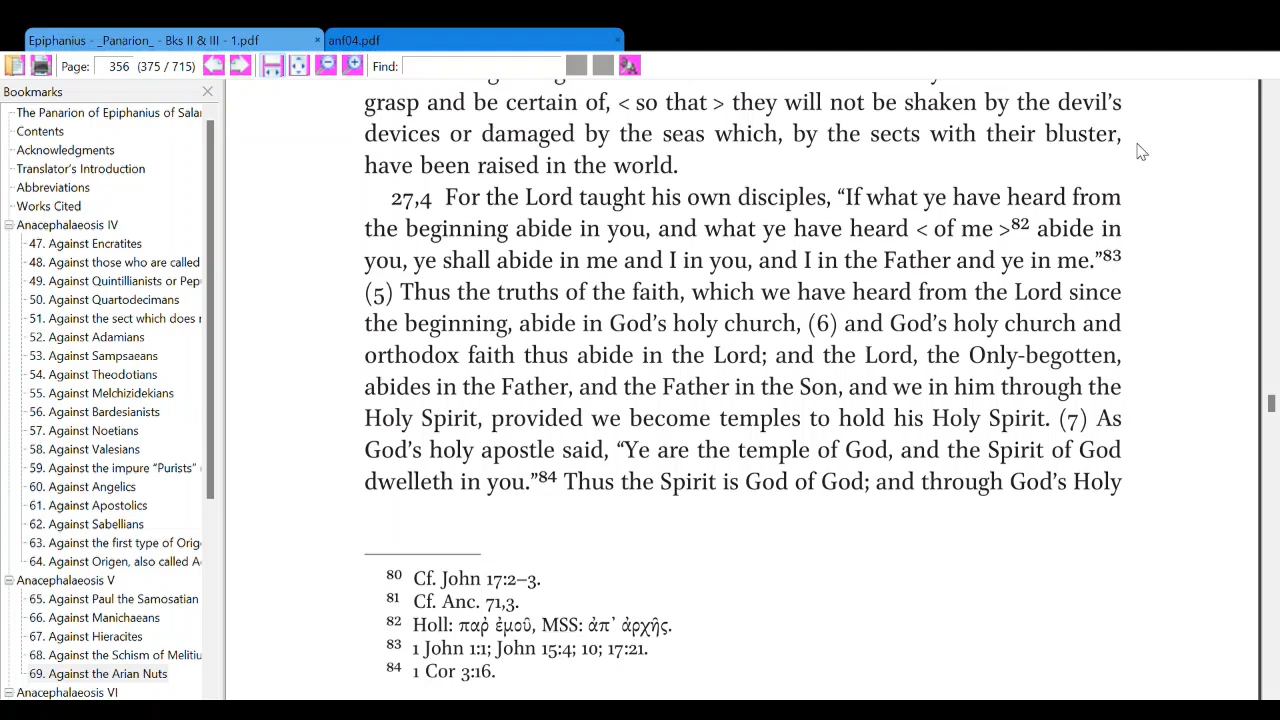 Epiphanius - _Panarion_ - Bks II & III - 1.pdf
anf04.pdf
Page: 356 (375 / 715)
Find:
Bookmarks
The Panarion of Epiphanius of Sala
Contents
Acknowledgments
Translator's Introduction
Abbreviations
Works Cited
Anacephalaeosis IV
47. Against Encratites
48. Against those who are called
49. Against Quintillianists or Pep
50. Against Quartodecimans
51. Against the sect which does r
52. Against Adamians
53. Against Sampsaeans
54. Against Theodotians
55. Against Melchizidekians
56. Against Bardesianists
57. Against Noetians
58. Against Valesians
59. Against the impure “Purists” (
60. Against Angelics
61. Against Apostolics
62. Against Sabellians
63. Against the first type of Orig
64. Against Origen, also called A
Anacephalaeosis V
65. Against Paul the Samosatian
66. Against Manichaeans
67. Against Hieracites
68. Against the Schism of Melitiu
69. Against the Arian Nuts
Anacephalaeosis VI
grasp and be certain of, < so that > they will not be shaken by the devil’s
devices or damaged by the seas which, by the sects with their bluster,
have been raised in the world.
27,4 For the Lord taught his own disciples, “If what ye have heard from
the beginning abide in you, and what ye have heard < of me >82 abide in
you, ye shall abide in me and I in you, and I in the Father and ye in me.”83
(5) Thus the truths of the faith, which we have heard from the Lord since
the beginning, abide in God’s holy church, (6) and God’s holy church and
orthodox faith thus abide in the Lord; and the Lord, the Only-begotten,
abides in the Father, and the Father in the Son, and we in him through the
Holy Spirit, provided we become temples to hold his Holy Spirit. (7) As
God’s holy apostle said, “Ye are the temple of God, and the Spirit of God
dwelleth in you.”84 Thus the Spirit is God of God; and through God’s Holy
80 Cf. John 17:2–3.
81 Cf. Anc. 71,3.
82 Holl: παρ᾽ ἐμοῦ, MSS: ἀπ᾽ ἀρχῆς.
83 1 John 1:1; John 15:4; 10; 17:21.
84 1 Cor 3:16.